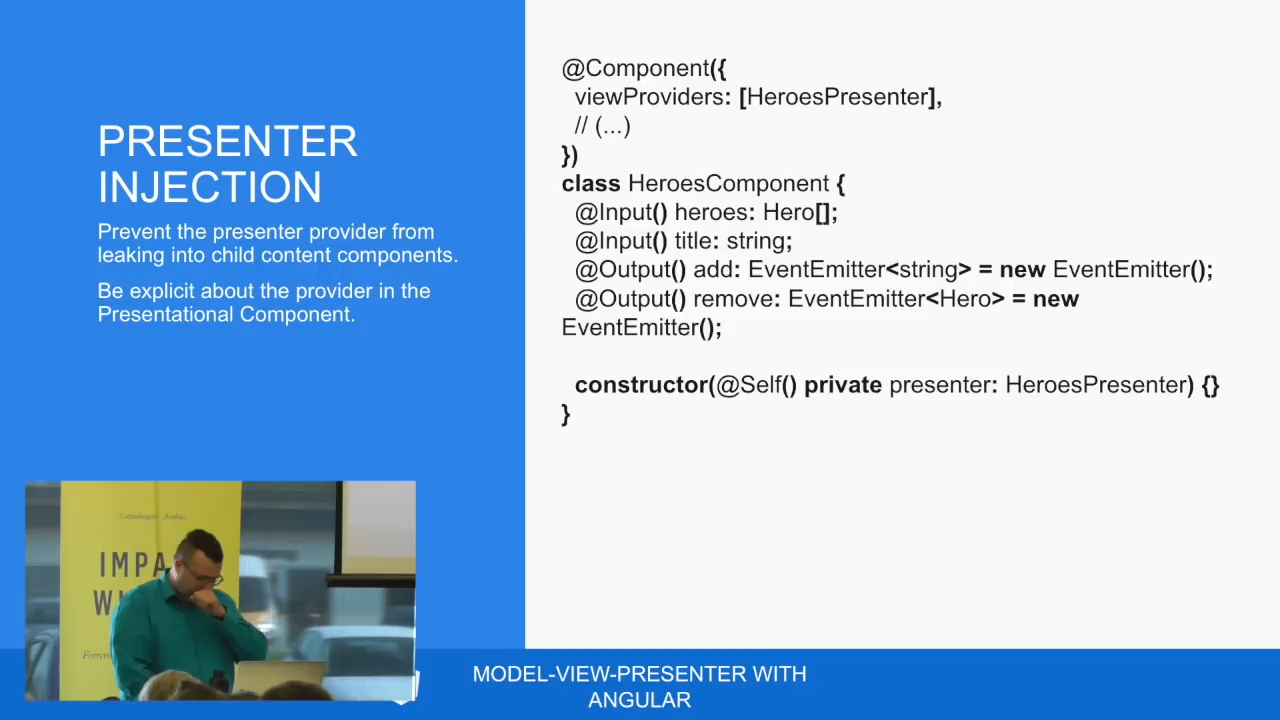 PRESENTER
INJECTION
Prevent the presenter provider from
leaking into child content components.
Be explicit about the provider in the
Presentational Component.
@Component({
viewProviders: [HeroesPresenter],
// (...)
})
class HeroesComponent {
@Input() heroes: Hero[];
@Input() title: string;
@Output() add: EventEmitter<string> = new EventEmitter();
@Output() remove: EventEmitter<Hero> = new
EventEmitter();
constructor(@Self() private presenter: HeroesPresenter) {}
}
Copenhagen Aarhus
IMPA
W
MODEL-VIEW-PRESENTER WITH
ANGULAR